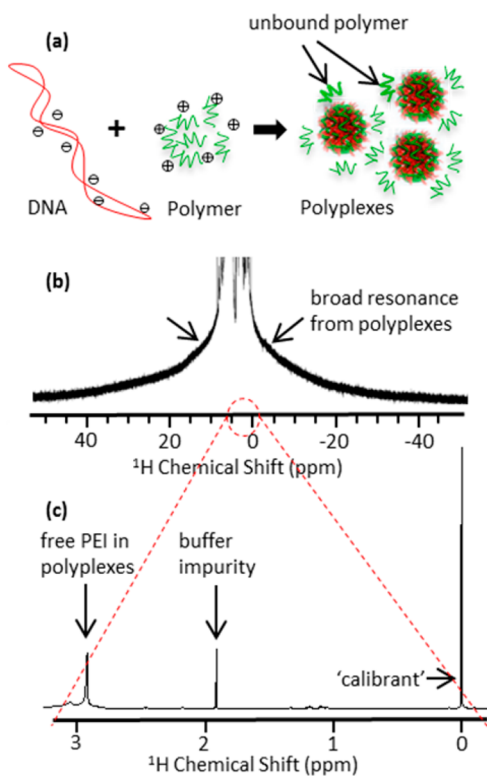 (a)
unbound polymer
⊖ ⊖ ⊖ ⊖ ⊖ ⊖
+
⊕ ⊕ ⊕ ⊕ ⊕ ⊕
DNA Polymer Polyplexes
(b)
broad resonance
from polyplexes
40 20 0 -20 -40
¹H Chemical Shift (ppm)
(c)
free PEI in
polyplexes
buffer
impurity
‘calibrant’
3 2 1 0
¹H Chemical Shift (ppm)